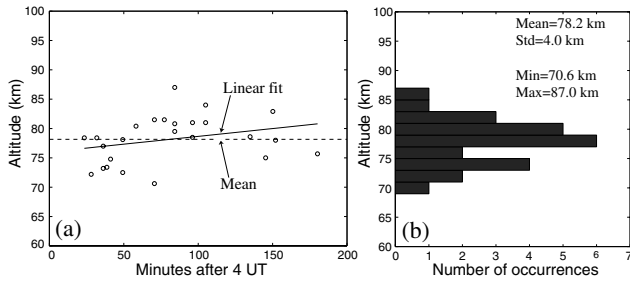 100
95
90
85
80
75
70
65
60
Altitude (km)
Linear fit
Mean
(a)
0
50
100
150
200
Minutes after 4 UT
100
95
90
85
80
75
70
65
60
Altitude (km)
Mean=78.2 km
Std=4.0 km
Min=70.6 km
Max=87.0 km
(b)
0
1
2
3
4
5
6
7
Number of occurrences